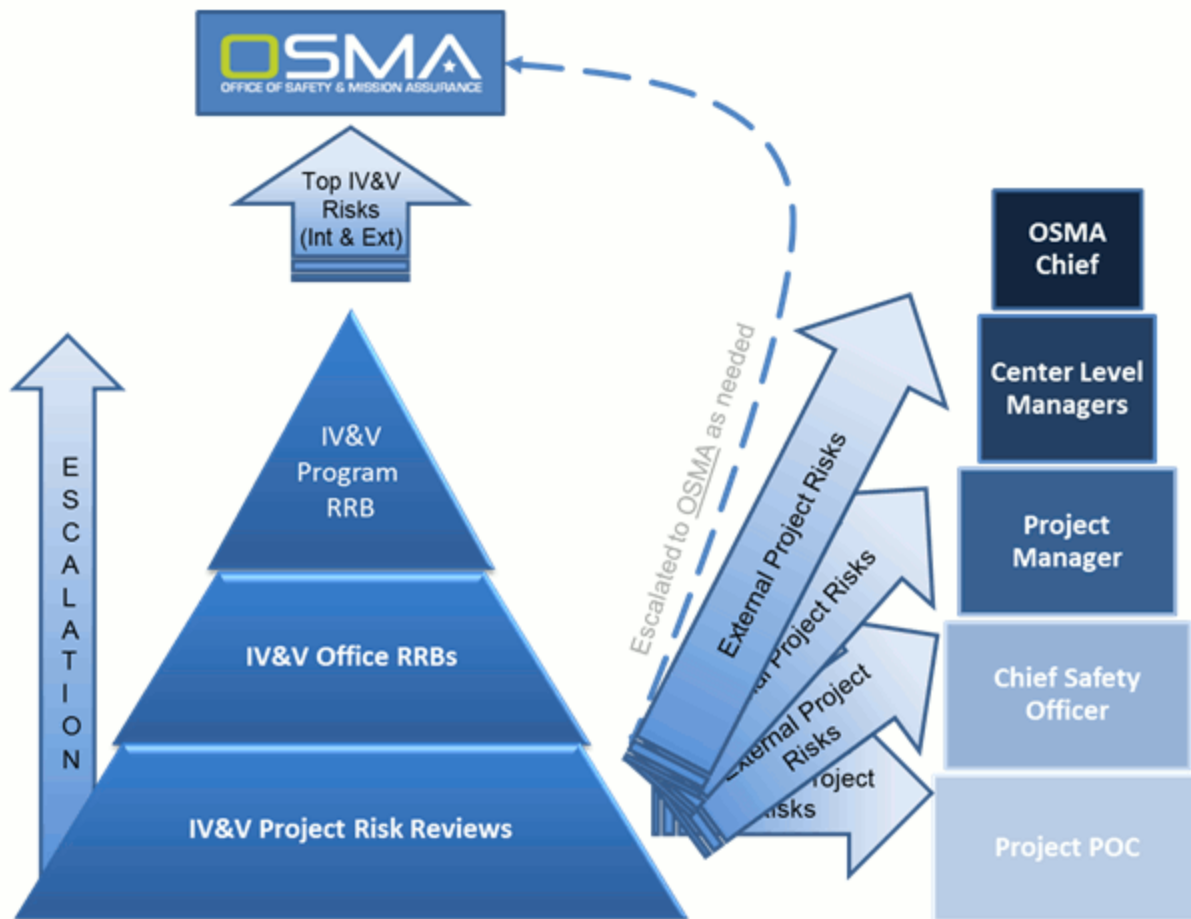 OSMA
OFFICE OF SAFETY & MISSION ASSURANCE
Top IV&V
Risks
(Int & Ext)
ESCALATION
IV&V
Program
RRB
IV&V Office RRBs
IV&V Project Risk Reviews
Escalated to OSMA as needed
External Project Risks
Project Risks
External Project
Risks
OSMA
Chief
Center Level
Managers
Project
Manager
Chief Safety
Officer
Project POC